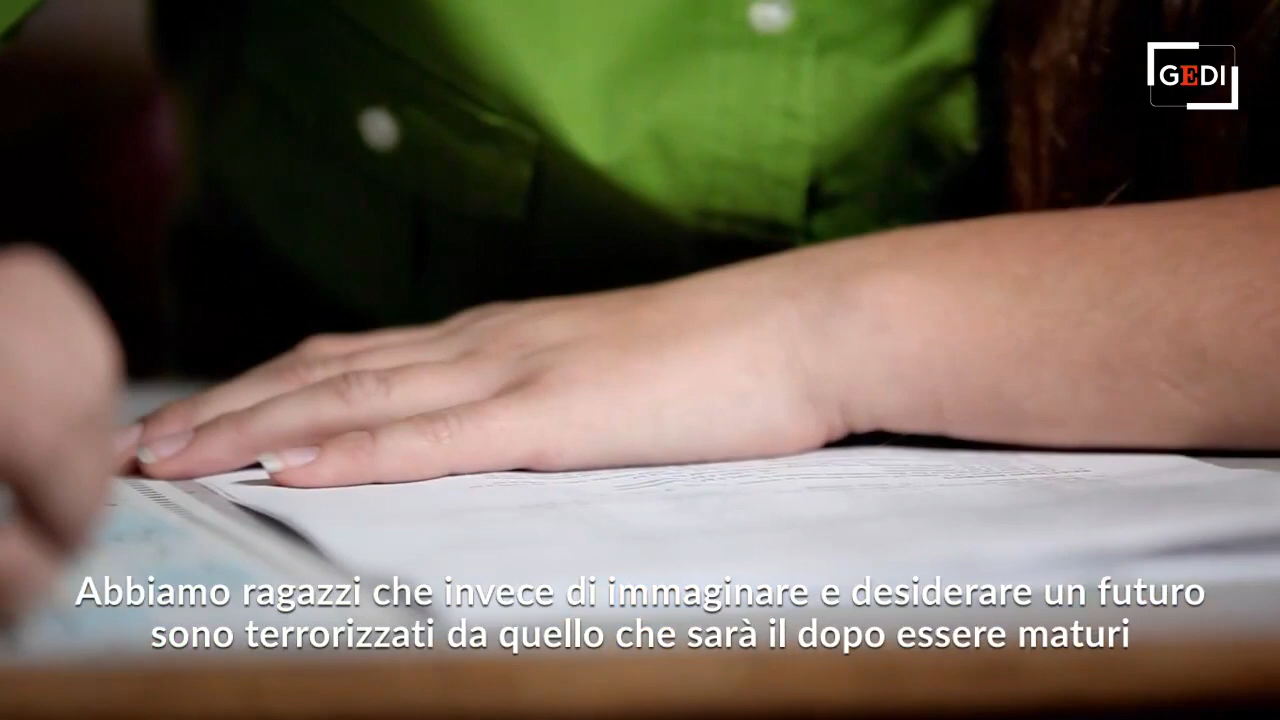 GEDI
Abbiamo ragazzi che invece di immaginare e desiderare un futuro
sono terrorizzati da quello che sarà il dopo essere maturi